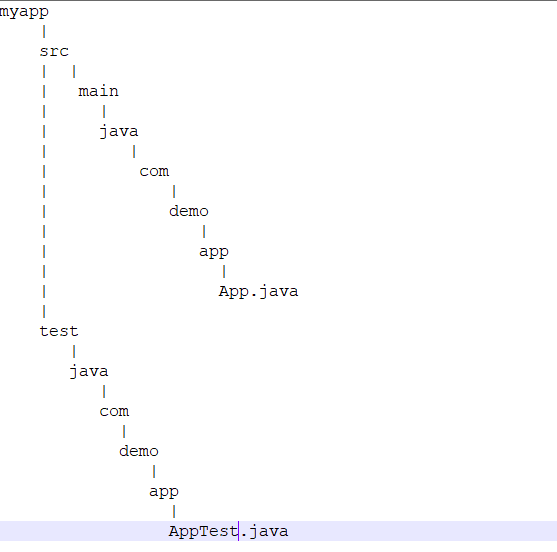 myapp
|
src
| |
| main
| |
| java
| |
| com
| |
| demo
| |
| app
| |
| App.java
|
test
|
java
|
com
|
demo
|
app
|
AppTest.java